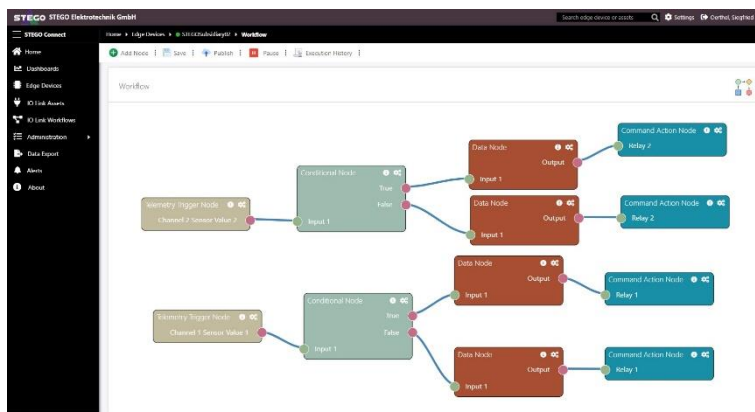 STEGO STEGO Elektrotechnik GmbH
Search edge device or assets Settings Oerthel, Siegfried
STEGO Connect
Home ▸ Edge Devices ▸ STEGOSubsidiary02 ▸ Workflow
Home
Dashboards
Edge Devices
IO Link Assets
IO Link Workflows
Administration
Data Export
Alerts
About
Add Node Save Publish Pause Execution History
Workflow
Telemetry Trigger Node
Channel 2 Sensor Value 2
Conditional Node
True
False
Input 1
Data Node
Output
Input 1
Command Action Node
Relay 2
Data Node
Output
Input 1
Command Action Node
Relay 2
Telemetry Trigger Node
Channel 1 Sensor Value 1
Conditional Node
True
False
Input 1
Data Node
Output
Input 1
Command Action Node
Relay 1
Data Node
Output
Input 1
Command Action Node
Relay 1